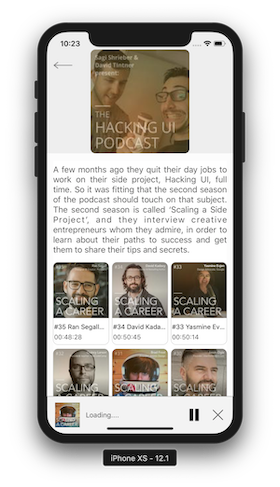 10:23
Sagi Shrieber &
David Tintner
present:
THE
HACKING UI
PODCAST
A few months ago they quit their day jobs to
work on their side project, Hacking UI, full
time. So it was fitting that the second season
of the podcast should touch on that subject.
The second season is called 'Scaling a Side
Project', and they interview creative
entrepreneurs whom they admire, in order to
learn about their paths to success and get
them to share their tips and secrets.
SCALING
A CAREER
#34
SCALING
A CAREER
#33
SCALING
A CAREER
#35 Ran Segall...
#34 David Kada...
#33 Yasmine Ev...
00:48:28
00:50:45
00:50:14
SCALING
A CAREER
SCALING
A CAREER
SCALING
A CAREER
Loading....
iPhone XS - 12.1